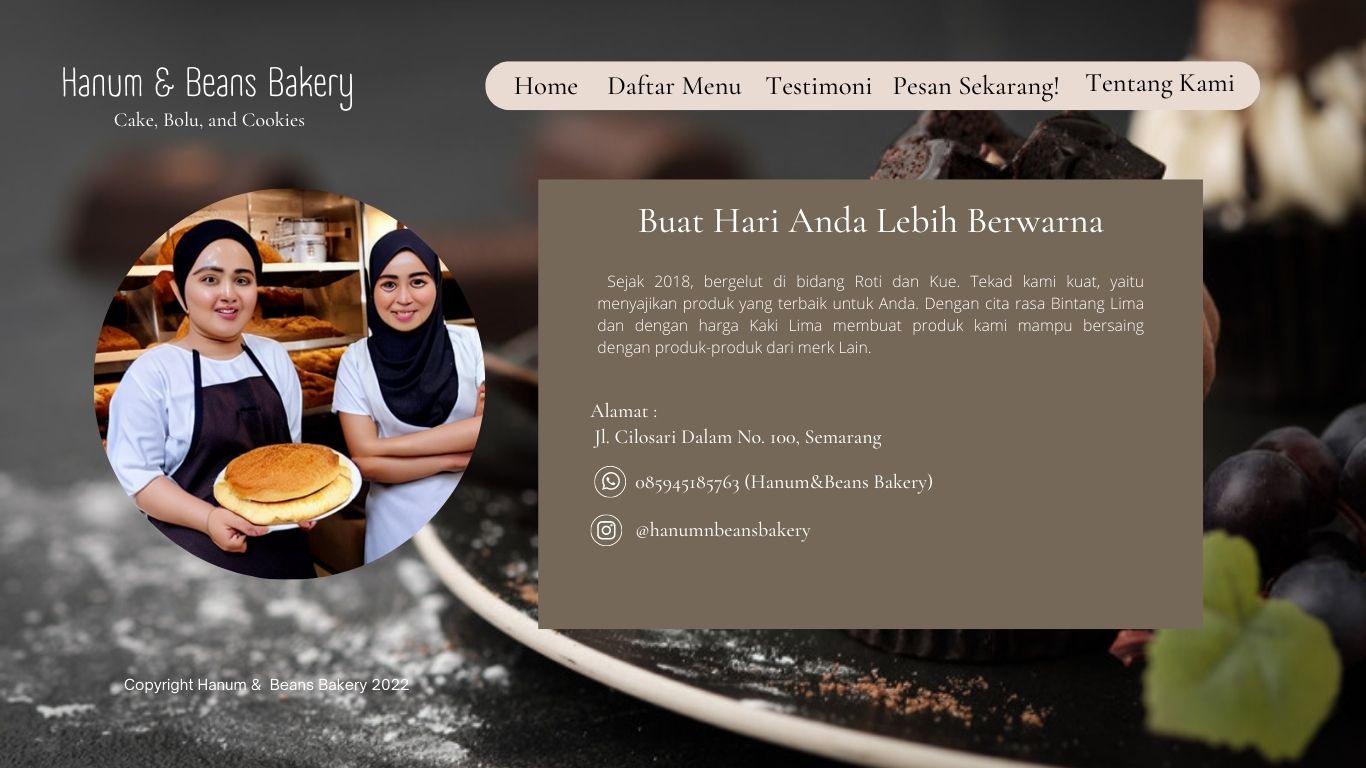 Hanum & Beans Bakery
Cake, Bolu, and Cookies
Home Daftar Menu Testimoni Pesan Sekarang! Tentang Kami
Buat Hari Anda Lebih Berwarna
Sejak 2018, bergelut di bidang Roti dan Kue. Tekad kami kuat, yaitu
menyajikan produk yang terbaik untuk Anda. Dengan cita rasa Bintang Lima
dan dengan harga Kaki Lima membuat produk kami mampu bersaing
dengan produk-produk dari merk Lain.
Alamat :
Jl. Cilosari Dalam No. 100, Semarang
085945185763 (Hanum&Beans Bakery)
@hanumnbeansbakery
Copyright Hanum & Beans Bakery 2022